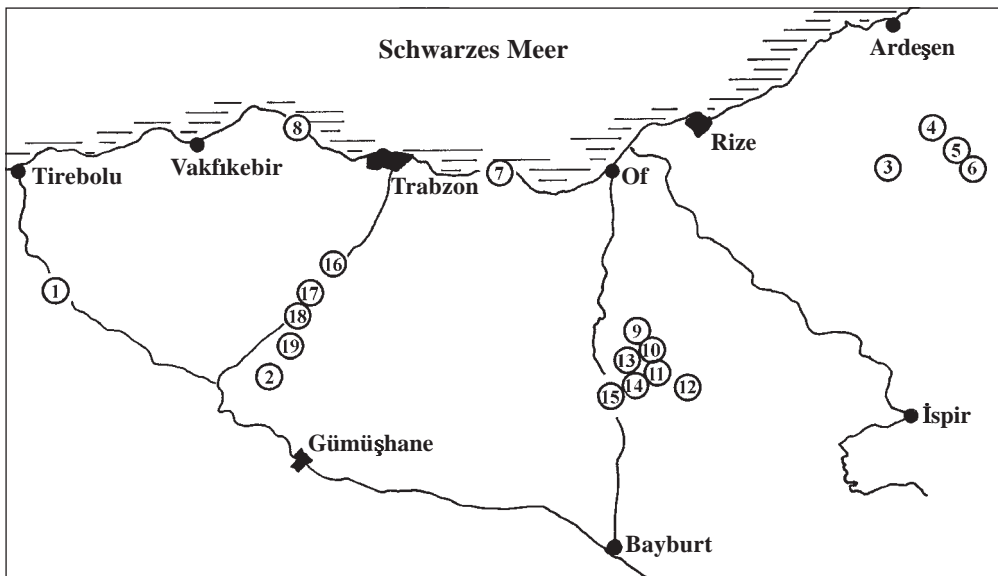 Schwarzes Meer
Ardeşen
8
4
Rize
5
Vakfıkebir
3
6
Tirebolu
Trabzon
7
Of
16
1
17
18
9
19
10
13
2
11
12
14
15
İspir
Gümüşhane
Bayburt